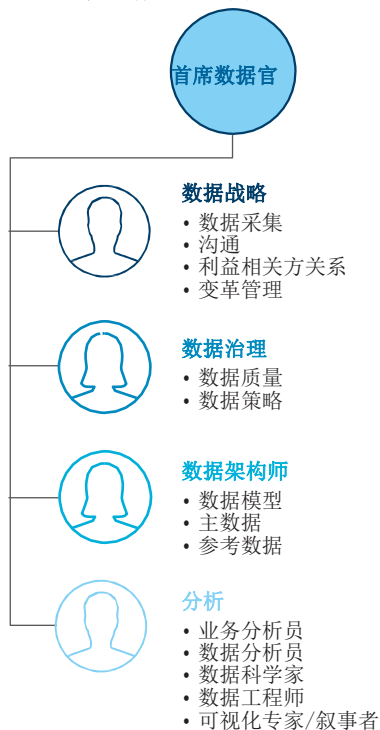 首席数据官
数据战略
• 数据采集
• 沟通
• 利益相关方关系
• 变革管理
数据治理
• 数据质量
• 数据策略
数据架构师
• 数据模型
• 主数据
• 参考数据
分析
• 业务分析员
• 数据分析员
• 数据科学家
• 数据工程师
• 可视化专家/叙事者